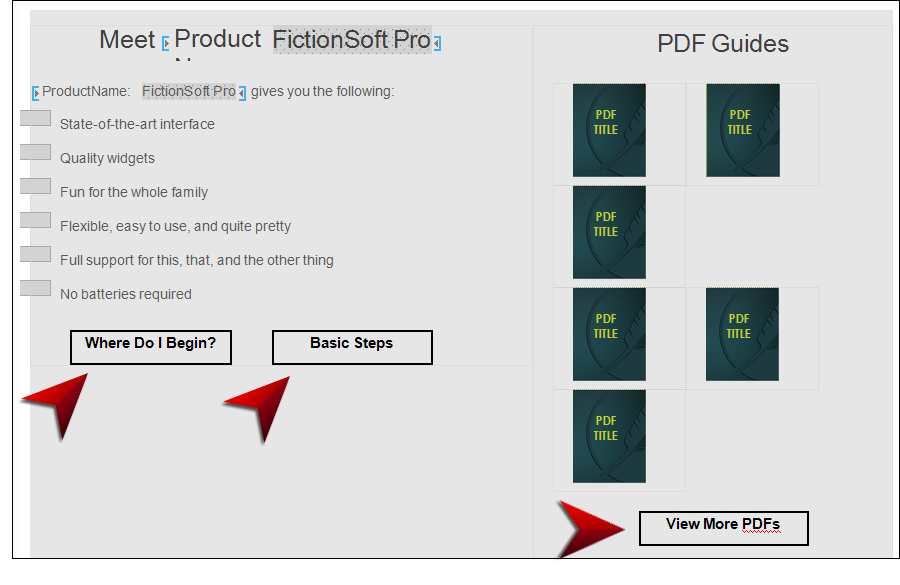 Meet Product FictionSoft Pro
ProductName: FictionSoft Pro gives you the following:
State-of-the-art interface
Quality widgets
Fun for the whole family
Flexible, easy to use, and quite pretty
Full support for this, that, and the other thing
No batteries required
Where Do I Begin?
Basic Steps
PDF Guides
PDF
TITLE
PDF
TITLE
PDF
TITLE
PDF
TITLE
PDF
TITLE
PDF
TITLE
View More PDFs